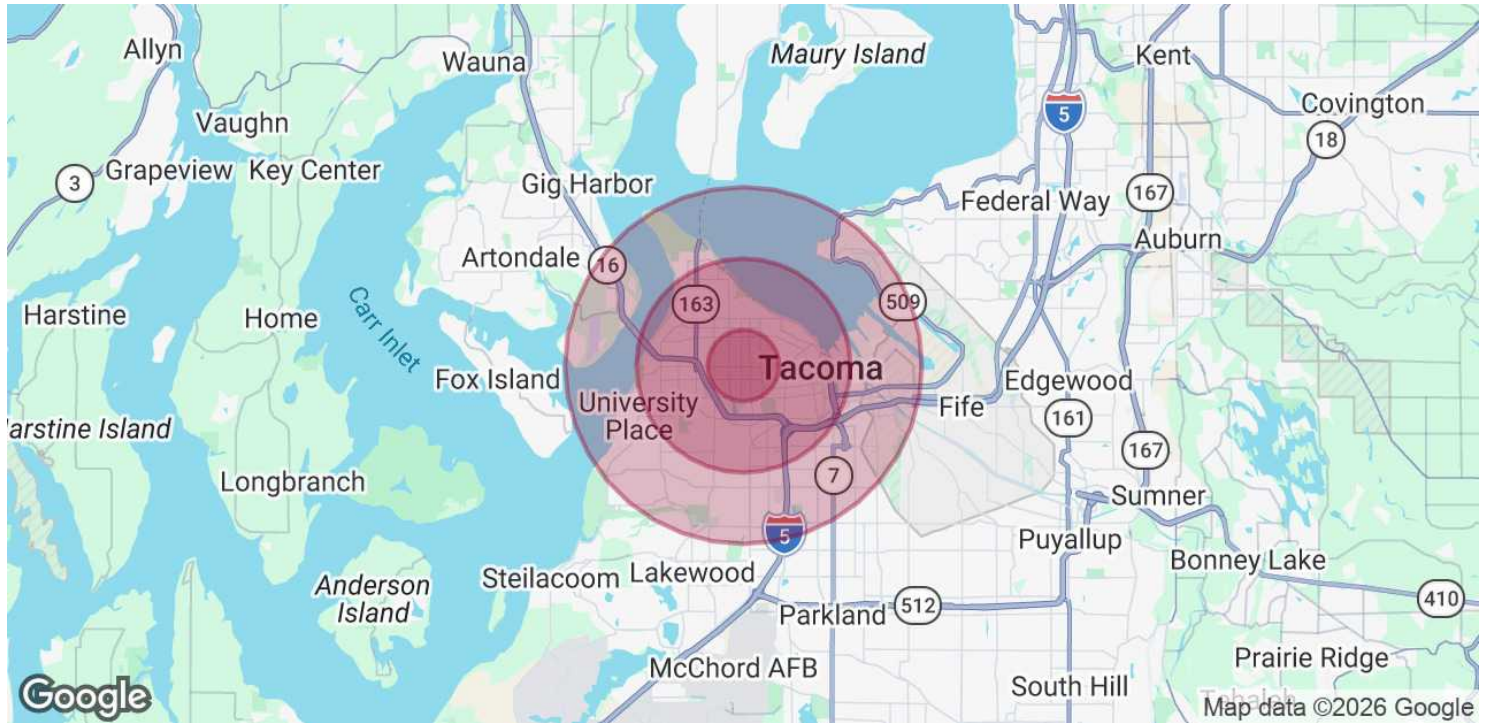 Allyn
Wauna
Maury Island
Kent
5
Covington
Vaughn
18
Grapeview
Key Center
3
Gig Harbor
167
Federal Way
Auburn
Artondale
16
163
509
Harstine
Home
Carr Inlet
Tacoma
Fox Island
Edgewood
University
Place
Fife
161
arstine Island
167
7
Longbranch
Sumner
5
Puyallup
Bonney Lake
Steilacoom
Lakewood
Anderson
Island
410
512
Parkland
McChord AFB
Prairie Ridge
South Hill
Google
Map data ©2026 Google